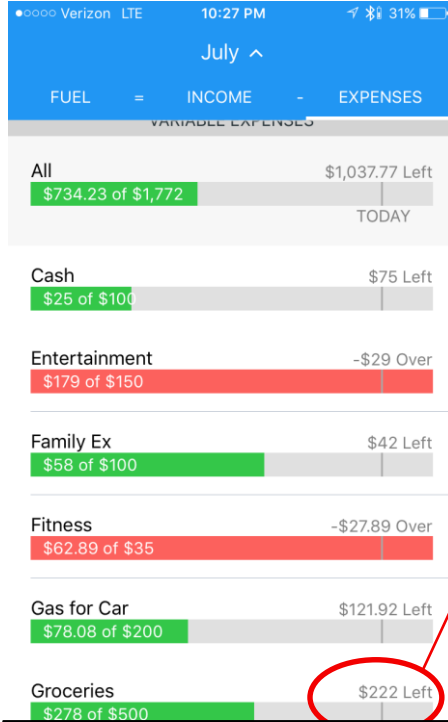 Verizon LTE 10:27 PM 31%
July
FUEL = INCOME - EXPENSES
VARIABLE EXPENSES
All $1,037.77 Left
$734.23 of $1,772
TODAY
Cash $75 Left
$25 of $100
Entertainment -$29 Over
$179 of $150
Family Ex $42 Left
$58 of $100
Fitness -$27.89 Over
$62.89 of $35
Gas for Car $121.92 Left
$78.08 of $200
Groceries $222 Left
$278 of $500